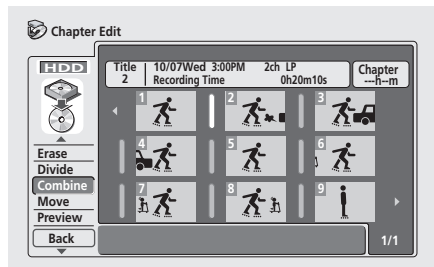 Chapter Edit
HDD
Title 2
10/07Wed 3:00PM 2ch LP
Recording Time 0h20m10s
Chapter
---h--m
1
2
3
4
5
6
7
8
9
Erase
Divide
Combine
Move
Preview
Back
1/1